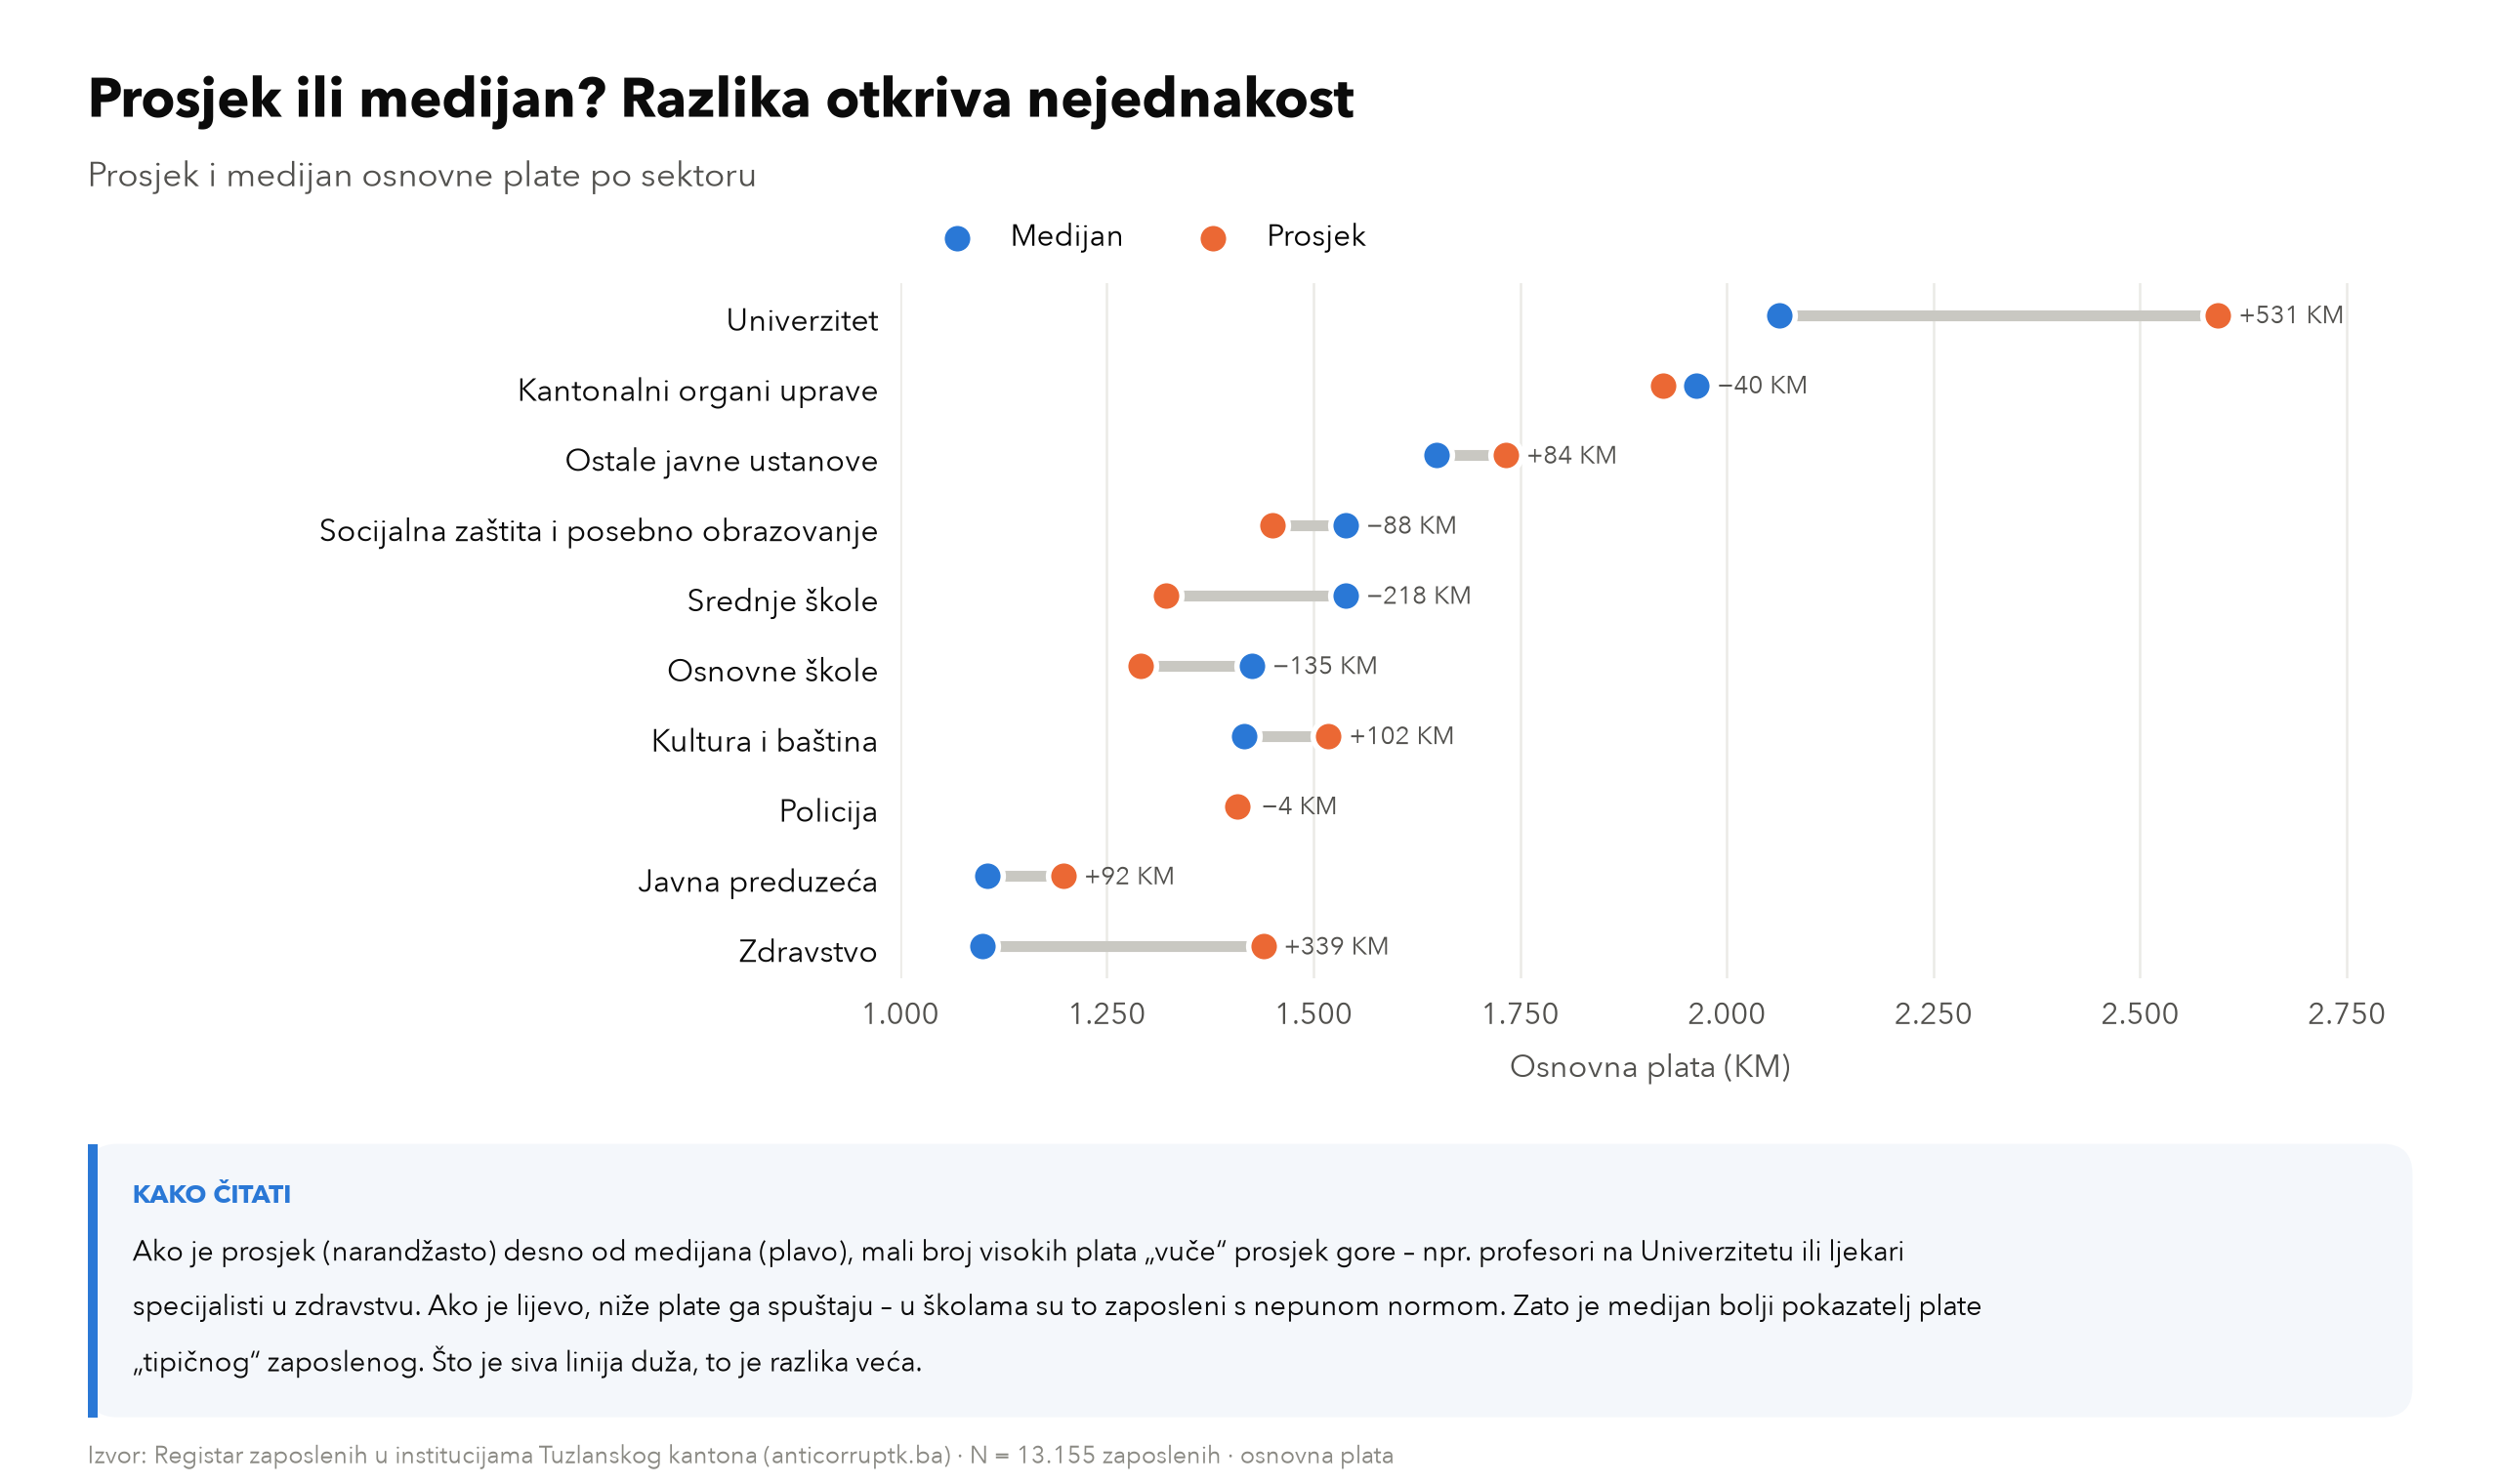 Prosjek ili medijan? Razlika otkriva nejednakost
Prosjek i medijan osnovne plate po sektoru
Medijan Prosjek
Univerzitet +531 KM
Kantonalni organi uprave −40 KM
Ostale javne ustanove +84 KM
Socijalna zaštita i posebno obrazovanje −88 KM
Srednje škole −218 KM
Osnovne škole −135 KM
Kultura i baština +102 KM
Policija −4 KM
Javna preduzeća +92 KM
Zdravstvo +339 KM
1.000 1.250 1.500 1.750 2.000 2.250 2.500 2.750
Osnovna plata (KM)
KAKO ČITATI
Ako je prosjek (narandžasto) desno od medijana (plavo), mali broj visokih plata „vuče“ prosjek gore – npr. profesori na Univerzitetu ili ljekari
specijalisti u zdravstvu. Ako je lijevo, niže plate ga spuštaju – u školama su to zaposleni s nepunom normom. Zato je medijan bolji pokazatelj plate
„tipičnog“ zaposlenog. Što je siva linija duža, to je razlika veća.
Izvor: Registar zaposlenih u institucijama Tuzlanskog kantona (anticorruptk.ba) · N = 13.155 zaposlenih · osnovna plata